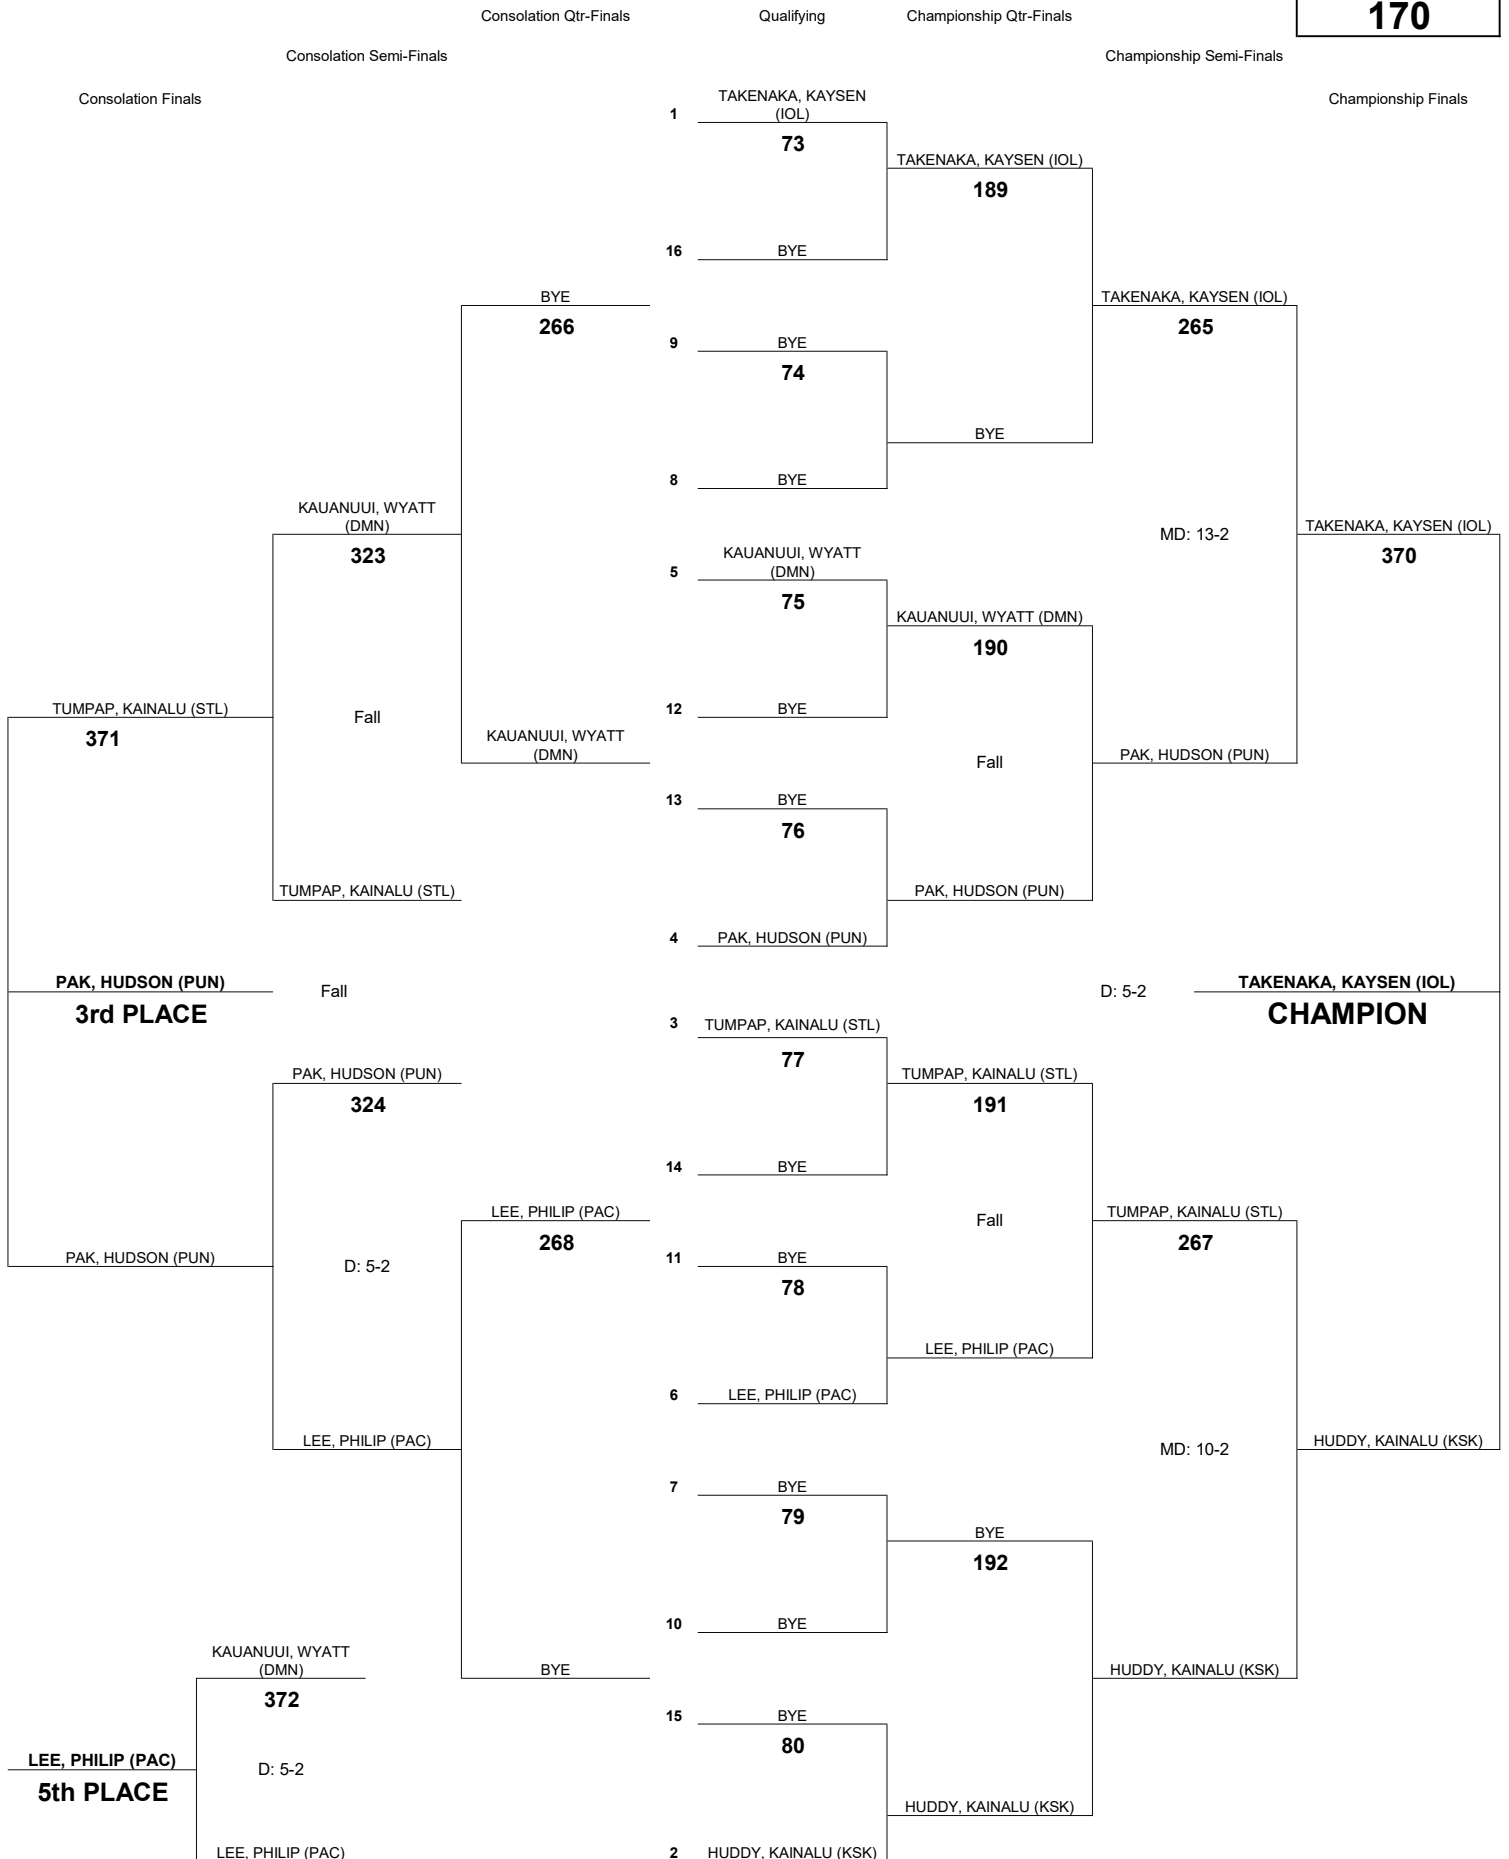 Consolation Qtr-Finals
Qualifying
Championship Qtr-Finals
170
Consolation Semi-Finals
Championship Semi-Finals
Consolation Finals
Championship Finals
1
TAKENAKA, KAYSEN
(IOL)
73
TAKENAKA, KAYSEN (IOL)
189
16
BYE
BYE
266
TAKENAKA, KAYSEN (IOL)
265
9
BYE
74
BYE
8
BYE
KAUANUUI, WYATT
(DMN)
323
MD: 13-2
TAKENAKA, KAYSEN (IOL)
370
5
KAUANUUI, WYATT
(DMN)
75
KAUANUUI, WYATT (DMN)
190
TUMPAP, KAINALU (STL)
371
Fall
12
BYE
KAUANUUI, WYATT
(DMN)
Fall
PAK, HUDSON (PUN)
13
BYE
76
TUMPAP, KAINALU (STL)
PAK, HUDSON (PUN)
4
PAK, HUDSON (PUN)
PAK, HUDSON (PUN)
3rd PLACE
Fall
D: 5-2
TAKENAKA, KAYSEN (IOL)
CHAMPION
3
TUMPAP, KAINALU (STL)
77
PAK, HUDSON (PUN)
324
TUMPAP, KAINALU (STL)
191
14
BYE
LEE, PHILIP (PAC)
268
Fall
TUMPAP, KAINALU (STL)
267
PAK, HUDSON (PUN)
D: 5-2
11
BYE
78
LEE, PHILIP (PAC)
6
LEE, PHILIP (PAC)
LEE, PHILIP (PAC)
MD: 10-2
HUDDY, KAINALU (KSK)
7
BYE
79
BYE
192
10
BYE
KAUANUUI, WYATT
(DMN)
372
BYE
HUDDY, KAINALU (KSK)
15
BYE
80
LEE, PHILIP (PAC)
5th PLACE
D: 5-2
HUDDY, KAINALU (KSK)
LEE, PHILIP (PAC)
2
HUDDY, KAINALU (KSK)